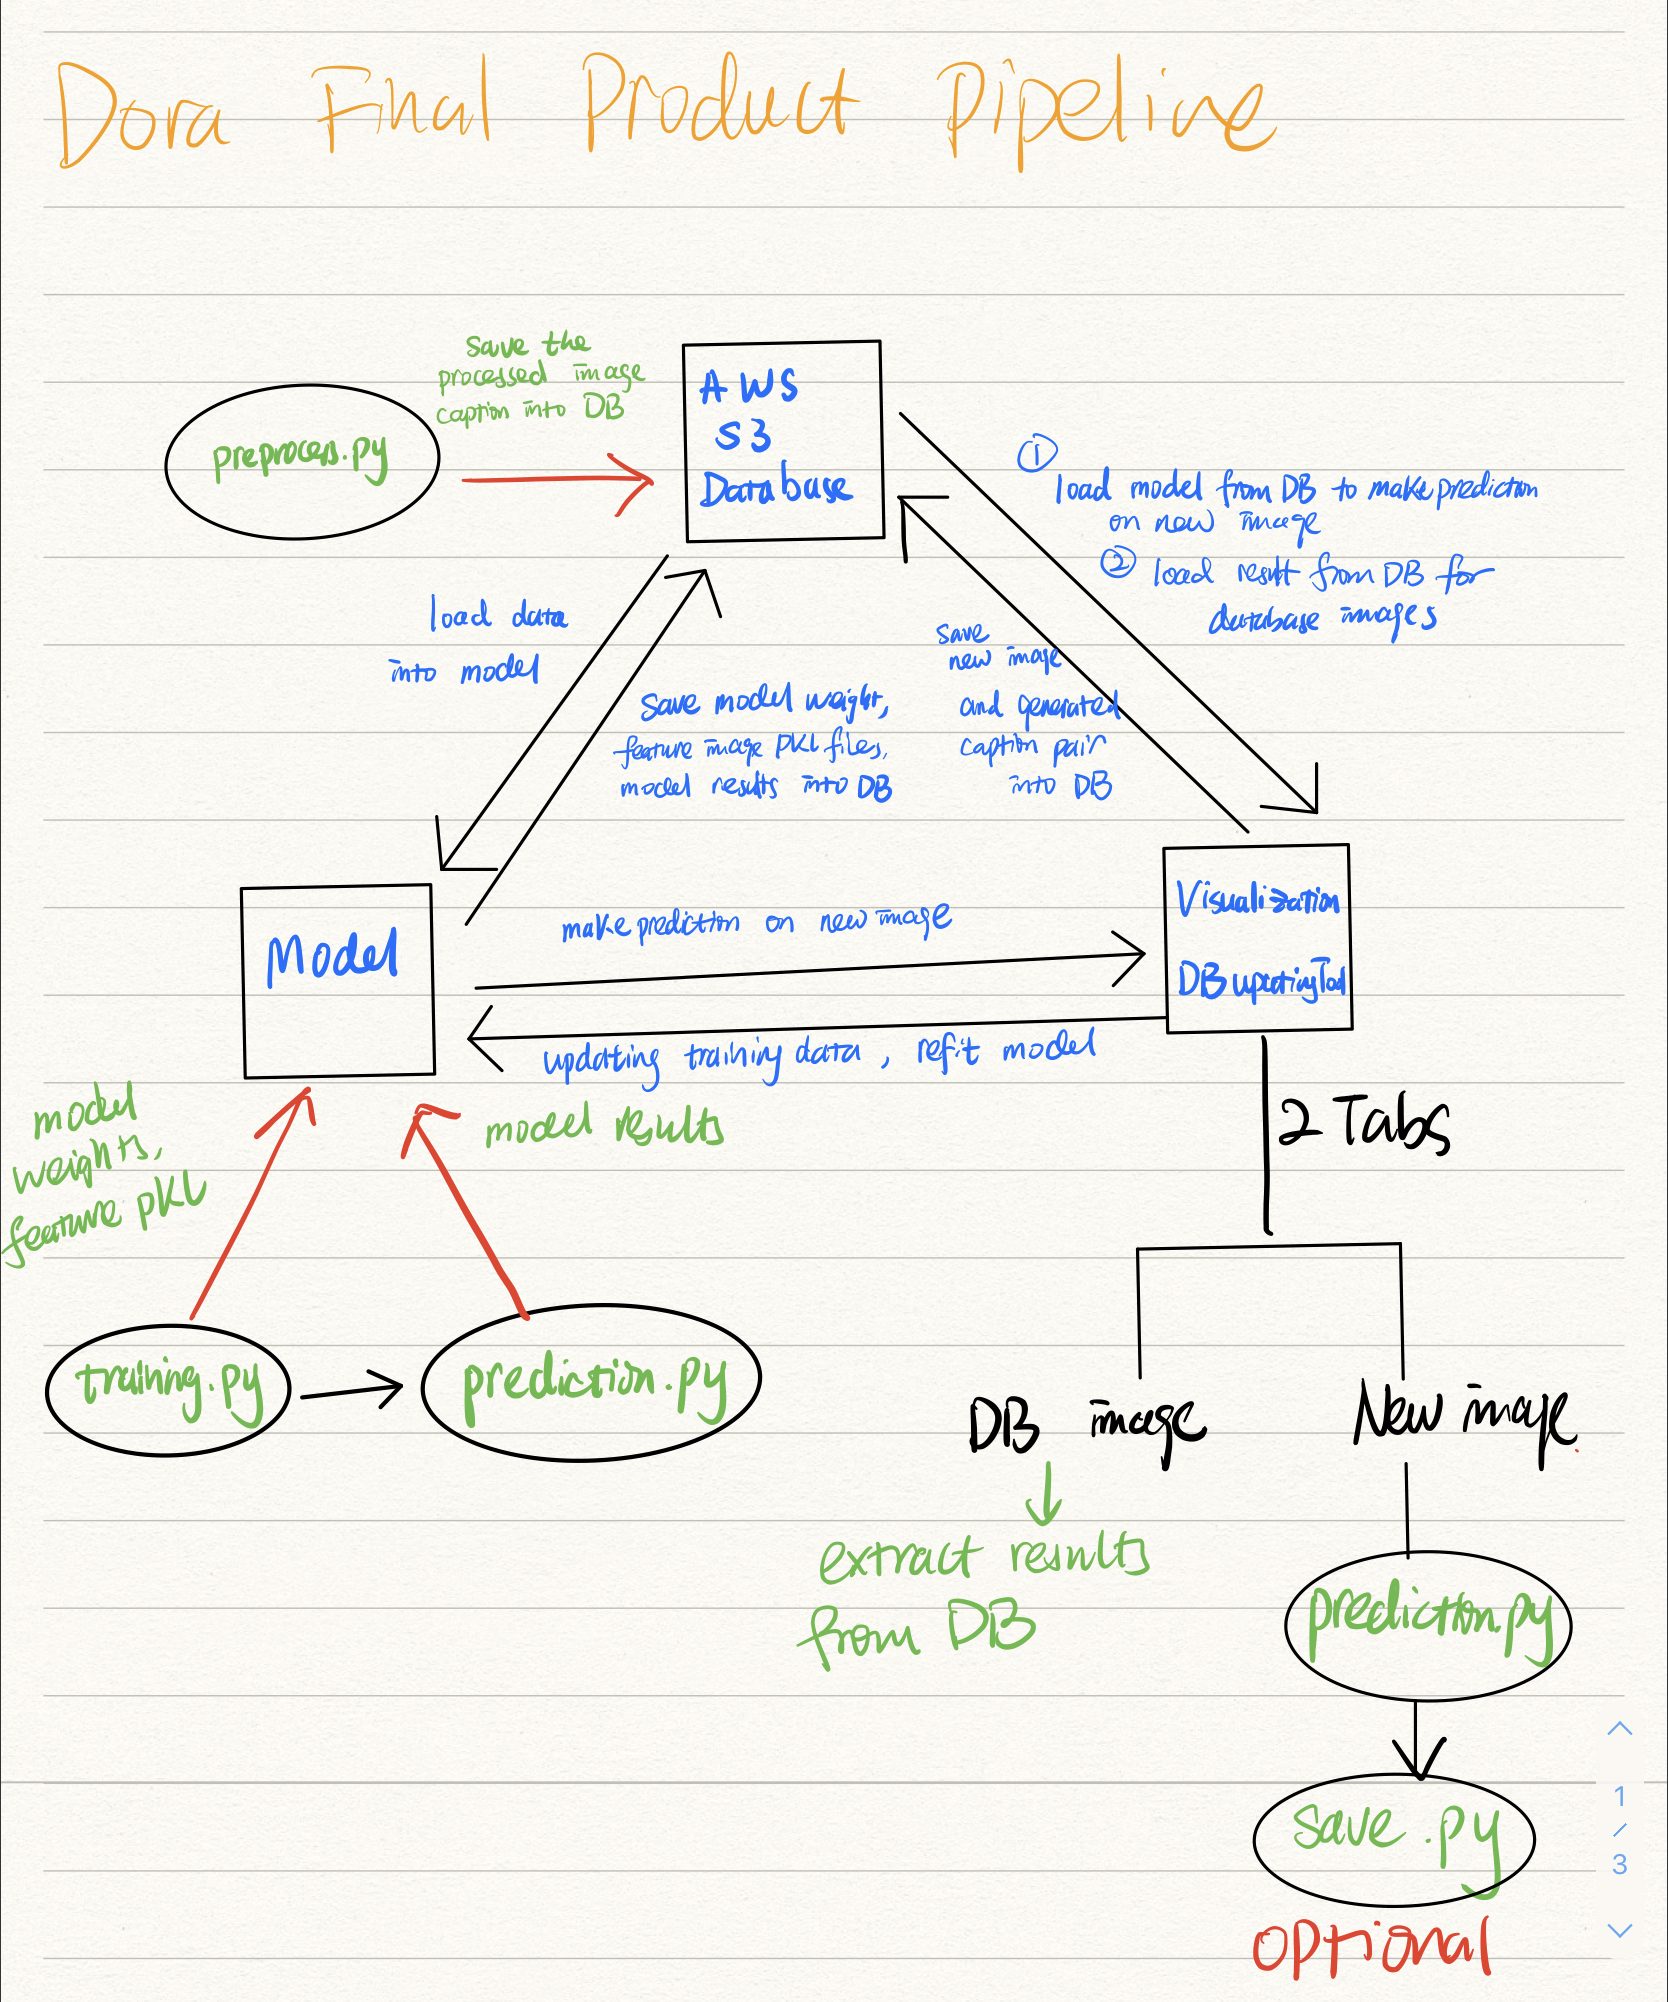 Dora Final Product Pipeline
save the
processed image
caption into DB
preprocess.py
AWS
S3
Database
①
load model from DB to make prediction
on new image
② load result from DB for
database images
load data
into model
save model weight,
feature image PKL files,
model results into DB
save
new image
and generated
caption pair
into DB
Model
make prediction on new image
Visualization
DB updating Tool
updating training data, refit model
model
weights,
feature PKL
model results
2 Tabs
training.py
prediction.py
DB image
New image
extract results
from DB
prediction.py
save.py
optional
1
/
3